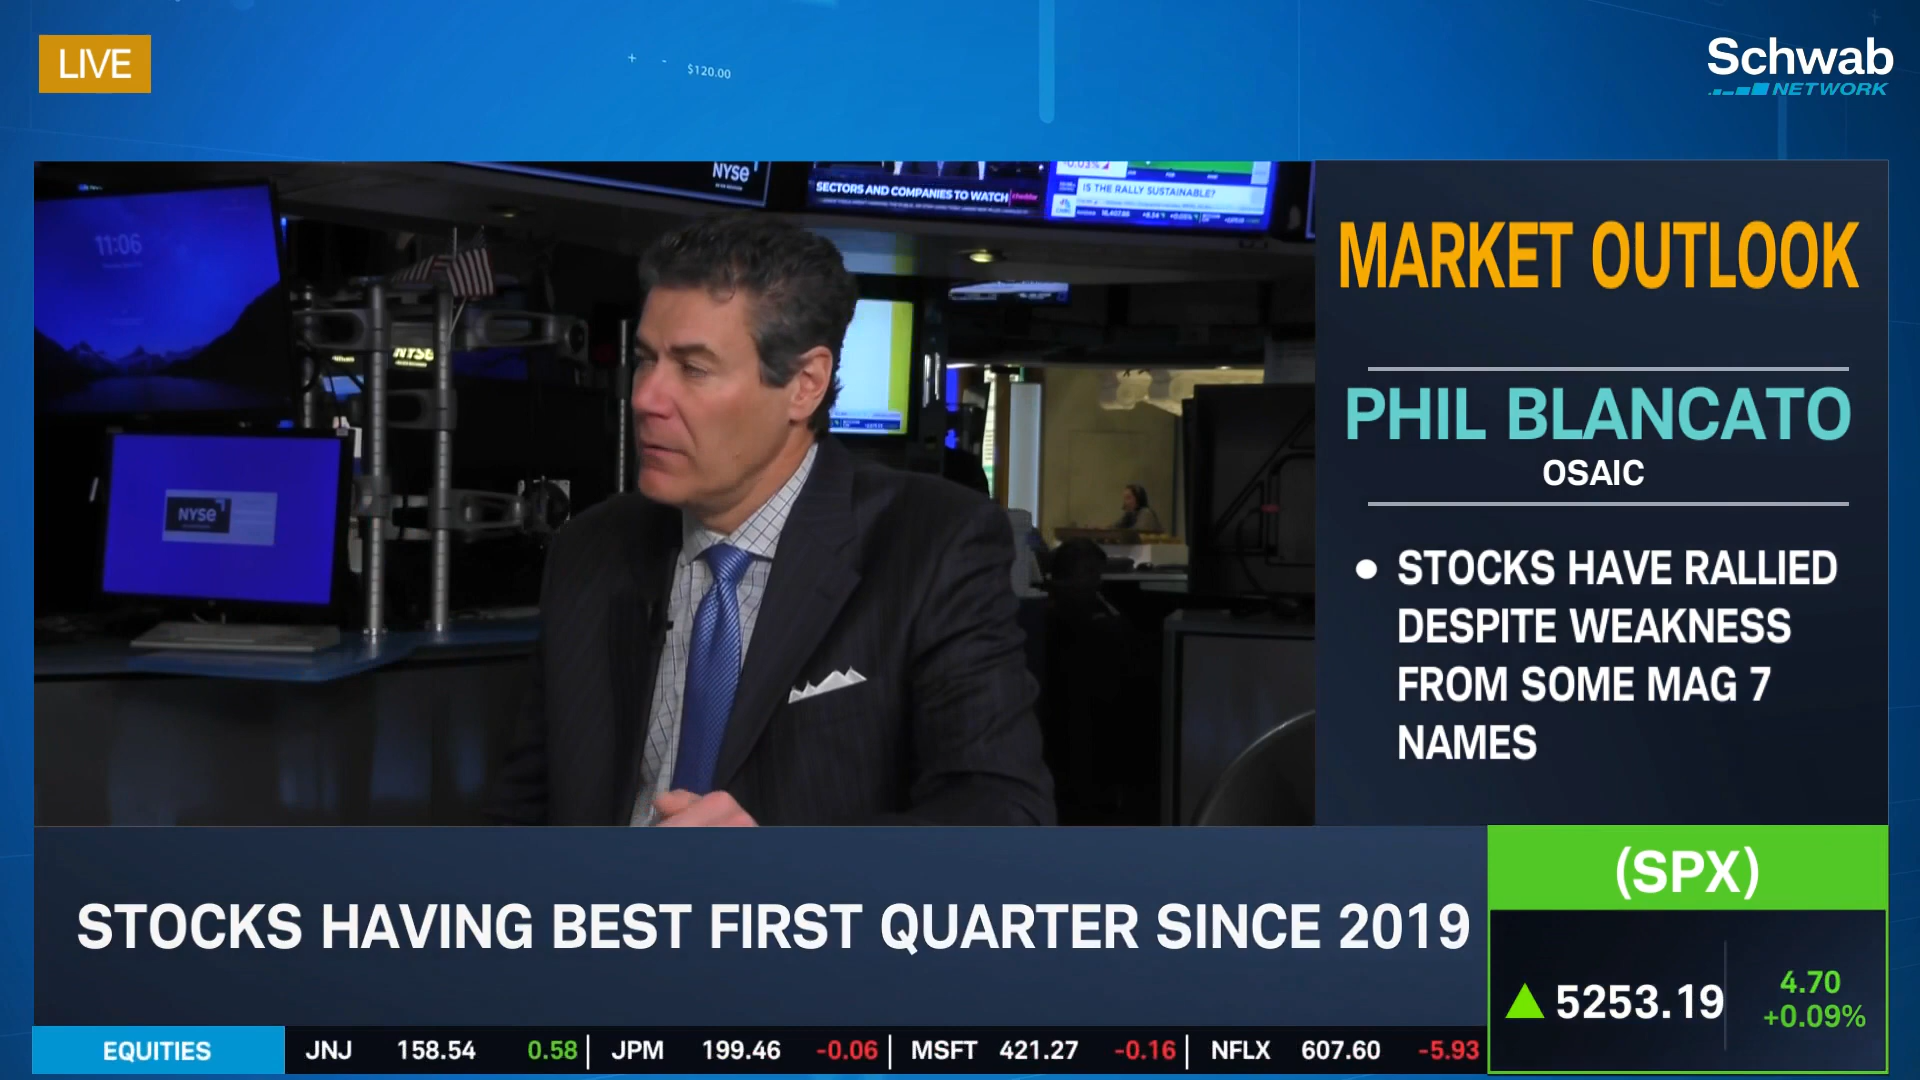 LIVE
$120.00
Schwab
NETWORK
NYSE
SECTORS AND COMPANIES TO WATCH
IS THE RALLY SUSTAINABLE?
11:06
NYSE
NYSE
MARKET OUTLOOK
PHIL BLANCATO
OSAIC
• STOCKS HAVE RALLIED
DESPITE WEAKNESS
FROM SOME MAG 7
NAMES
STOCKS HAVING BEST FIRST QUARTER SINCE 2019
(SPX)
▲ 5253.19
4.70
+0.09%
EQUITIES
JNJ 158.54 0.58 | JPM 199.46 -0.06 | MSFT 421.27 -0.16 | NFLX 607.60 -5.93